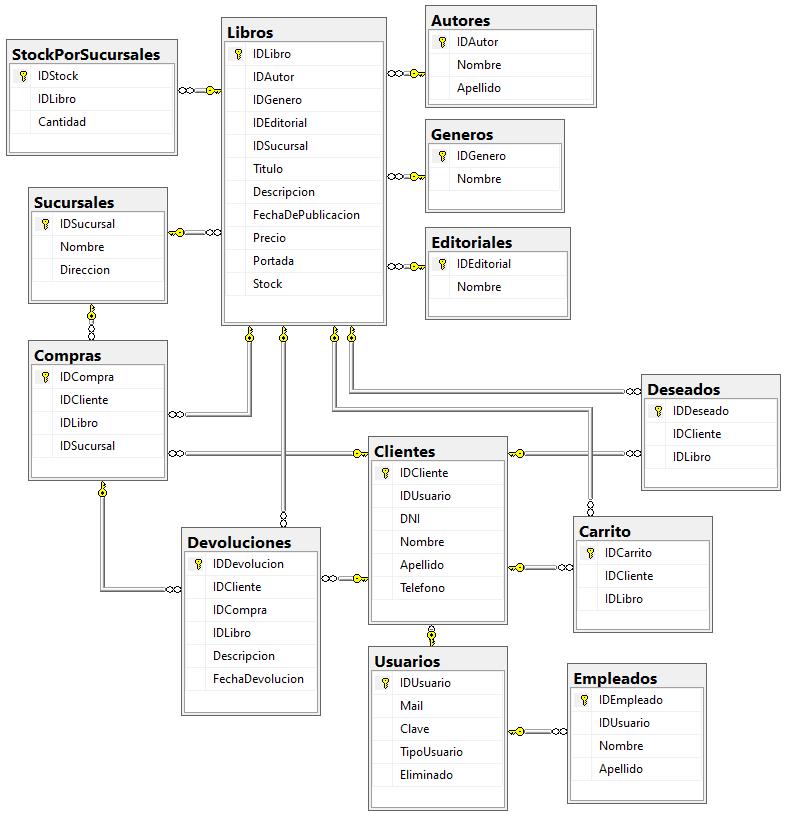 StockPorSucursales
IDStock
IDLibro
Cantidad
Libros
IDLibro
IDAutor
IDGenero
IDEditorial
IDSucursal
Titulo
Descripcion
FechaDePublicacion
Precio
Portada
Stock
Autores
IDAutor
Nombre
Apellido
Generos
IDGenero
Nombre
Editoriales
IDEditorial
Nombre
Sucursales
IDSucursal
Nombre
Direccion
Compras
IDCompra
IDCliente
IDLibro
IDSucursal
Deseados
IDDeseado
IDCliente
IDLibro
Clientes
IDCliente
IDUsuario
DNI
Nombre
Apellido
Telefono
Carrito
IDCarrito
IDCliente
IDLibro
Devoluciones
IDDevolucion
IDCliente
IDCompra
IDLibro
Descripcion
FechaDevolucion
Usuarios
IDUsuario
Mail
Clave
TipoUsuario
Eliminado
Empleados
IDEmpleado
IDUsuario
Nombre
Apellido